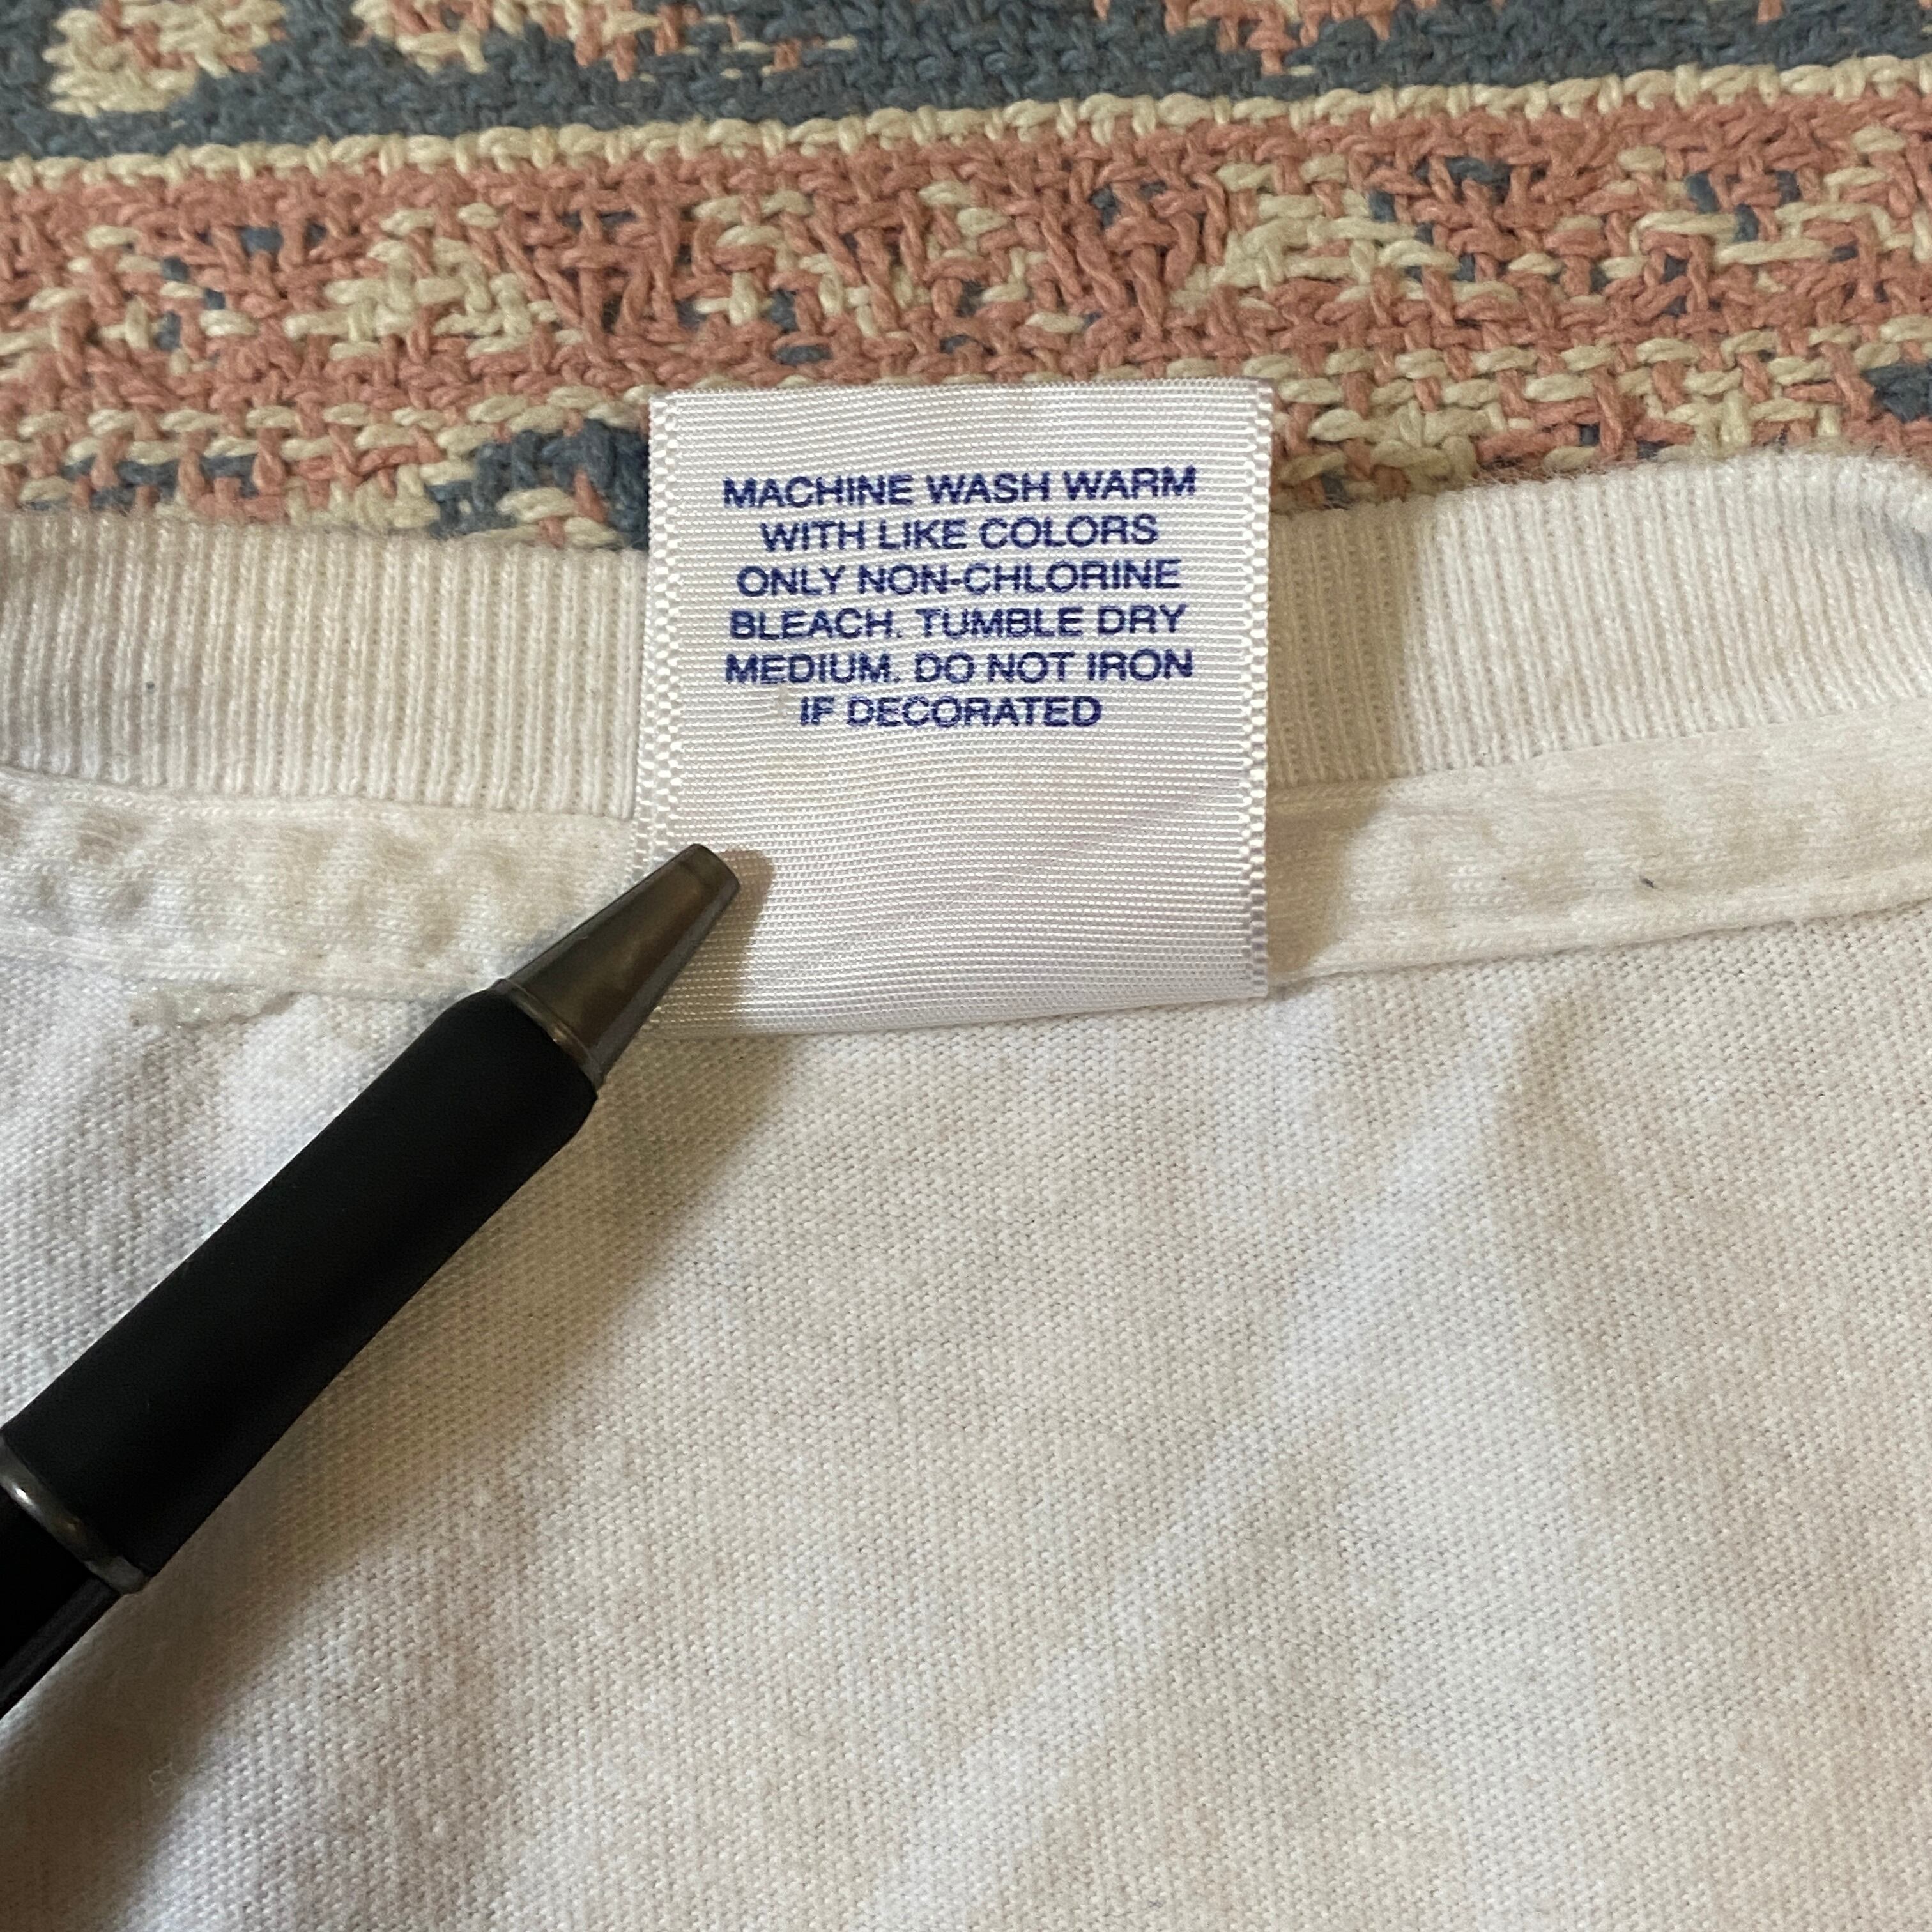 MACHINE WASH WARM
WITH LIKE COLORS
ONLY NON-CHLORINE
BLEACH. TUMBLE DRY
MEDIUM. DO NOT IRON
IF DECORATED